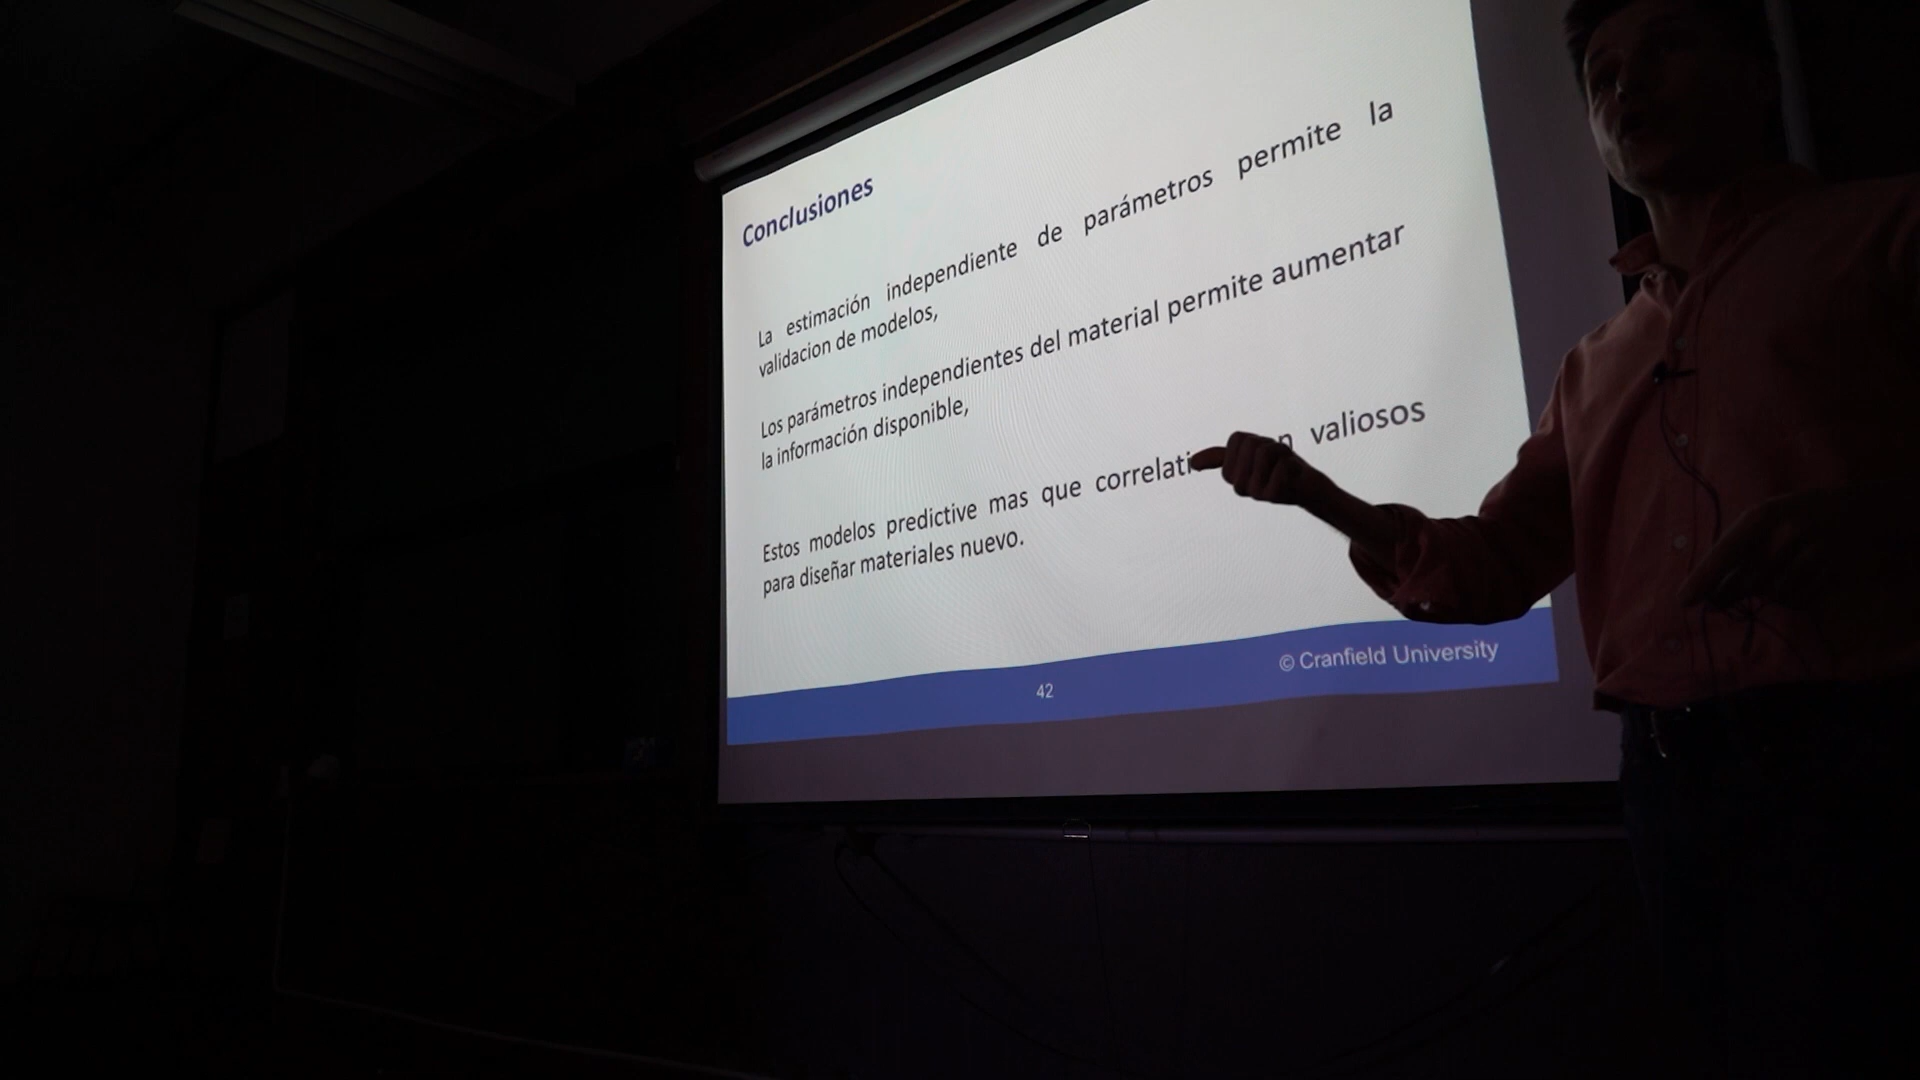 Conclusiones
La estimación independiente de parámetros permite la
validacion de modelos,
Los parámetros independientes del material permite aumentar
la información disponible,
Estos modelos predictive mas que valiosos
para diseñar materiales nuevo.
© Cranfield University
42